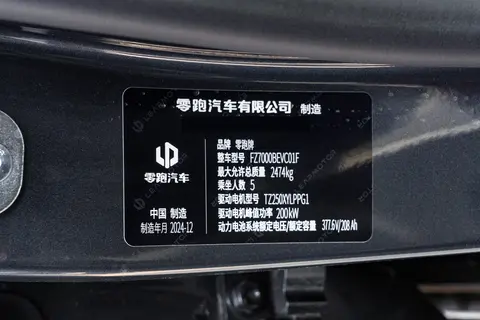 零跑汽车有限公司 制造
品牌 零跑牌
整车型号 FZ7000BEVC01F
最大允许总质量 2474kg
乘坐人数 5
驱动电机型号 TZ250XYLPPG1
驱动电机峰值功率 200kW
动力电池系统额定电压/额定容量 377.6V/208 Ah
零跑汽车
中国 制造
制造年月 2024-12